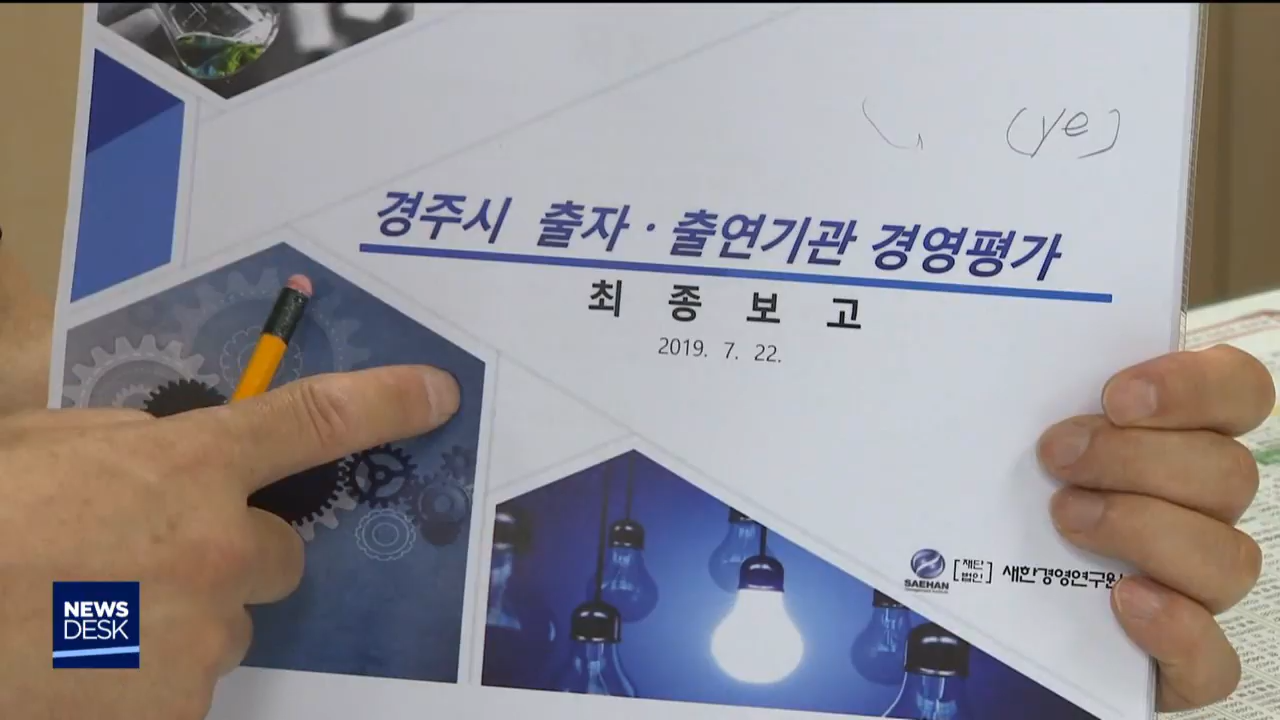 (ye)
경주시 출자·출연기관 경영평가
최종보고
2019. 7. 22.
SAEHAN
[재단법인] 새한경영연구원
NEWS
DESK